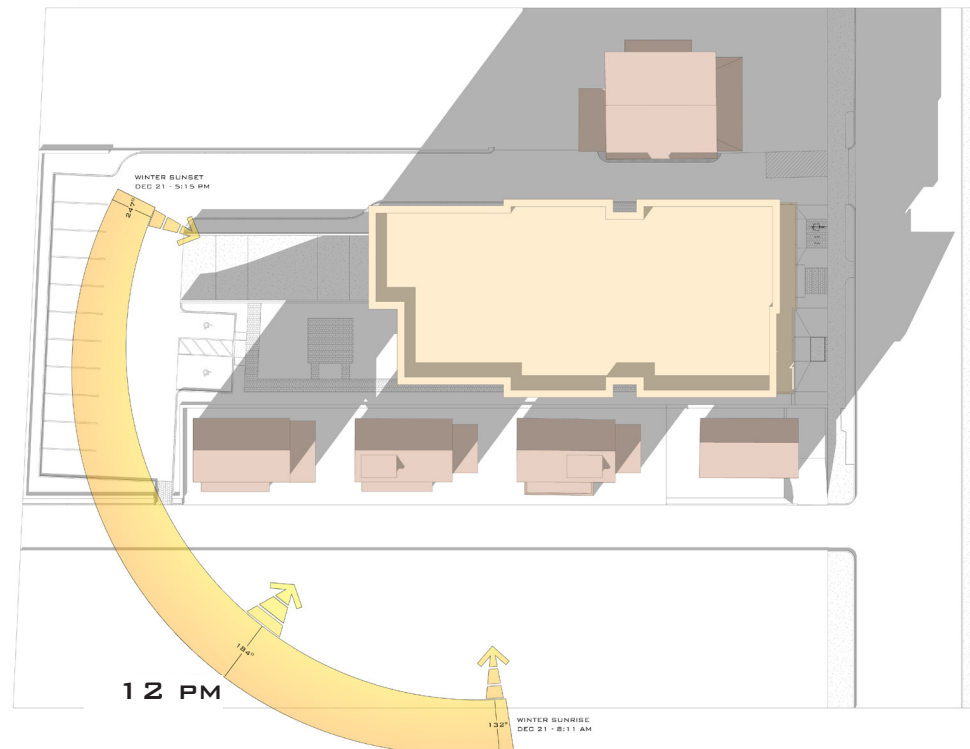 WINTER SUNSET
DEC 21 - 5:15 PM
247°
184°
12 PM
132°
WINTER SUNRISE
DEC 21 - 8:11 AM